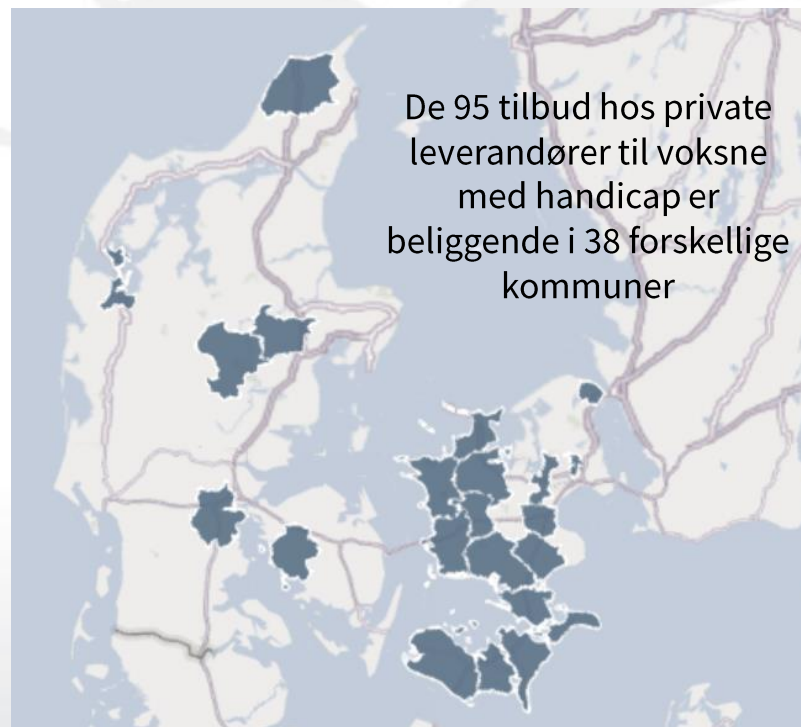 De 95 tilbud hos private
leverandører til voksne
med handicap er
beliggende i 38 forskellige
kommuner